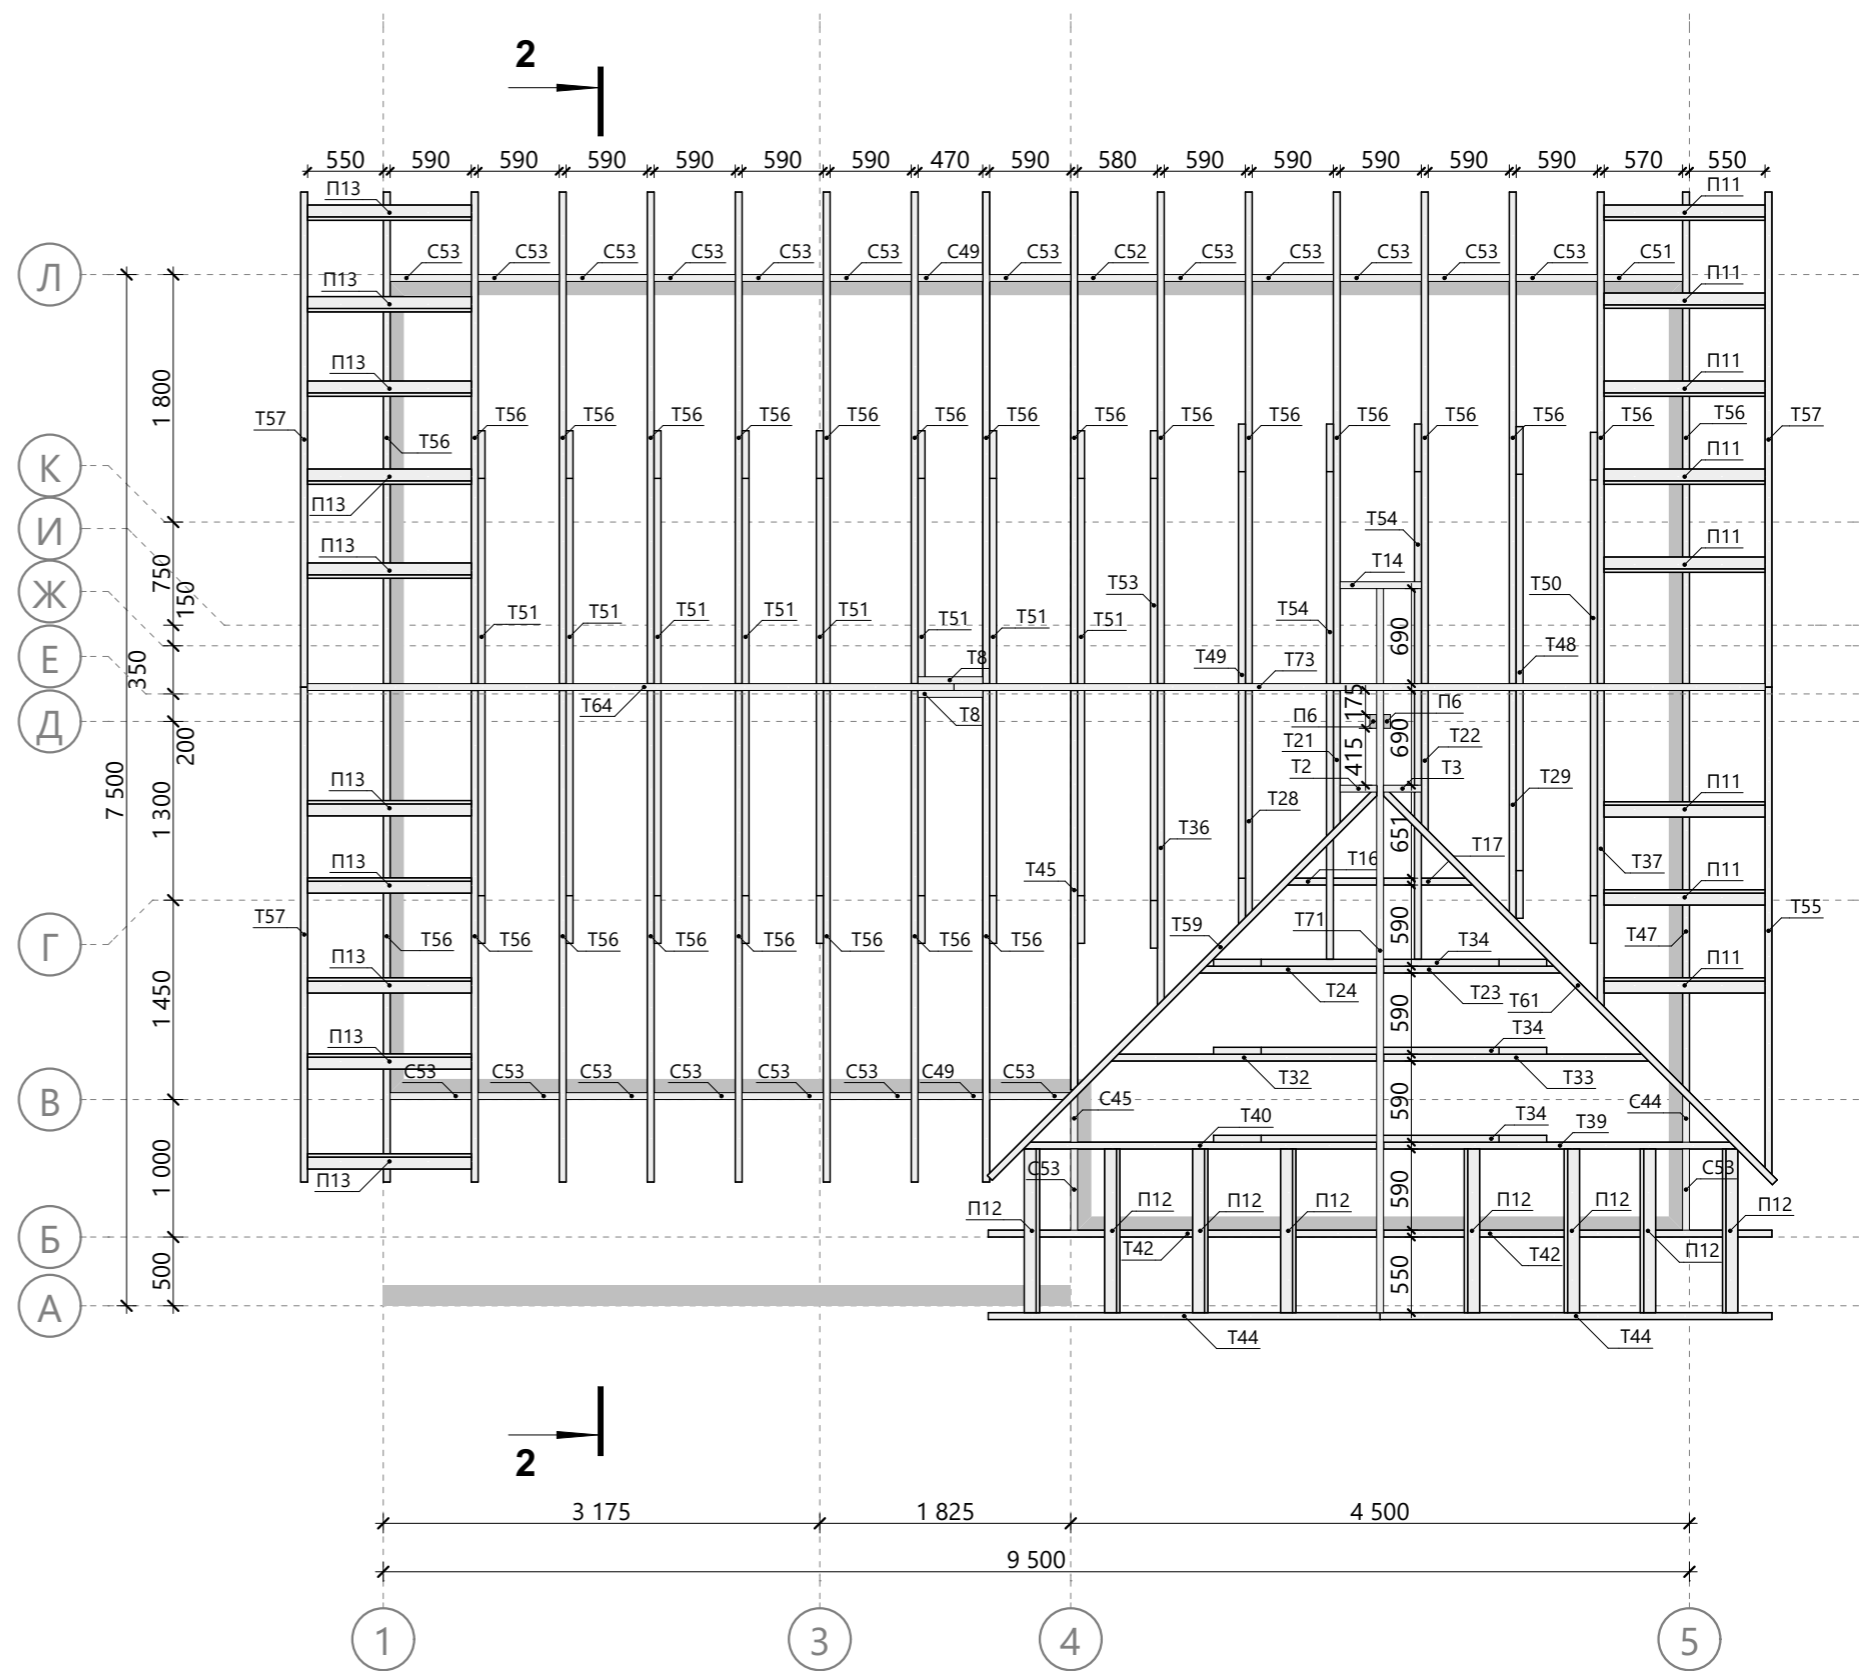 2
550 590 590 590 590 590 590 470 590 580 590 590 590 590 590 570 550
П13 П11
С53 С53 С53 С53 С53 С53 С49 С53 С52 С53 С53 С53 С53 С53 С51
Л
П13 П11
П13 П11
1 800
Т57 Т56 Т56 Т56 Т56 Т56 Т56 Т56 Т56 Т56 Т56 Т56 Т56 Т56 Т56 Т56 Т56 Т57
К
П13 П11
И
Т54
П13 П11
750
Т14
Ж
150
Т53 Т50
Т51 Т51 Т51 Т51 Т51 Т51 Т51 Т51 Т54
690
Е
350
Т8 Т49 Т73 Т48
Т64 Т8
175
П6 П6
Д
200
Т21 690 Т22
415
Т2 Т3
7 500
1 300
П13 Т28 Т29 П11
Т36 651 Т17
П13 Т45 Т16 Т37 П11
Г
Т57 Т56 Т56 Т56 Т56 Т56 Т56 Т56 Т56 Т59 Т71 590 Т34 Т47 Т55
П13 Т24 Т23 Т61 П11
1 450
590
П13 Т34
С53 С53 С53 С53 С53 С53 С49 С53 Т32 Т33
В
С45 590 С44
Т40 Т34 Т39
1 000
П13 С53 590 С53
П12 П12 П12 П12 П12 П12 П12
Б
Т42 Т42 П12
500
550
А
Т44 Т44
2
3 175 1 825 4 500
9 500
1 3 4 5